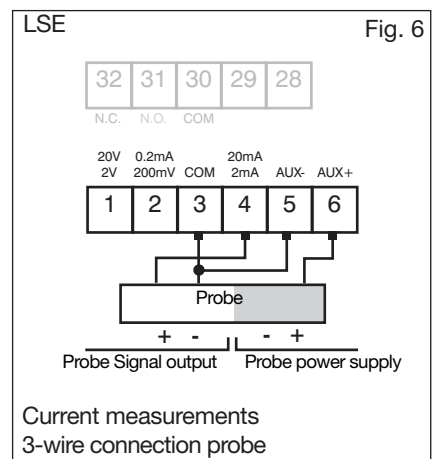 LSE Fig. 6
32 31 30 29 28
N.C. N.O. COM
20V 0.2mA 20mA
2V 200mV COM 2mA AUX- AUX+
1 2 3 4 5 6
Probe
+ - - +
Probe Signal output Probe power supply
Current measurements
3-wire connection probe